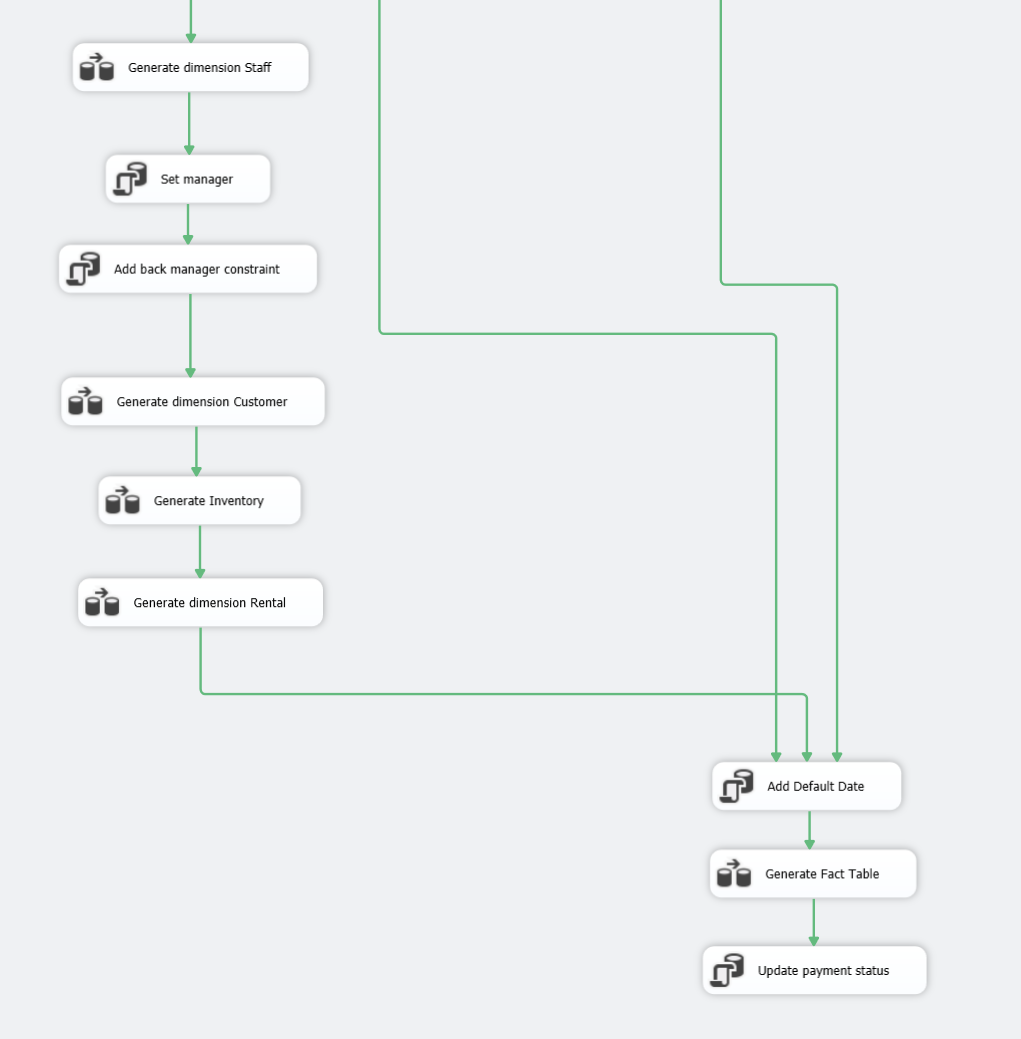 Generate dimension Staff
Set manager
Add back manager constraint
Generate dimension Customer
Generate Inventory
Generate dimension Rental
Add Default Date
Generate Fact Table
Update payment status